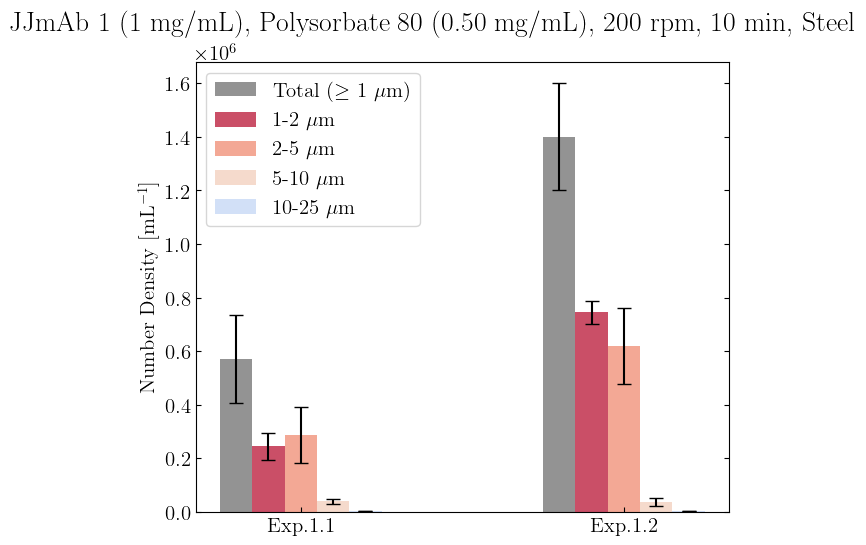 JJmAb 1 (1 mg/mL), Polysorbate 80 (0.50 mg/mL), 200 rpm, 10 min, Steel
×10⁶
Total (≥ 1 μm)
1-2 μm
2-5 μm
5-10 μm
10-25 μm
Number Density [mL⁻¹]
1.6
1.4
1.2
1.0
0.8
0.6
0.4
0.2
0.0
Exp.1.1 Exp.1.2